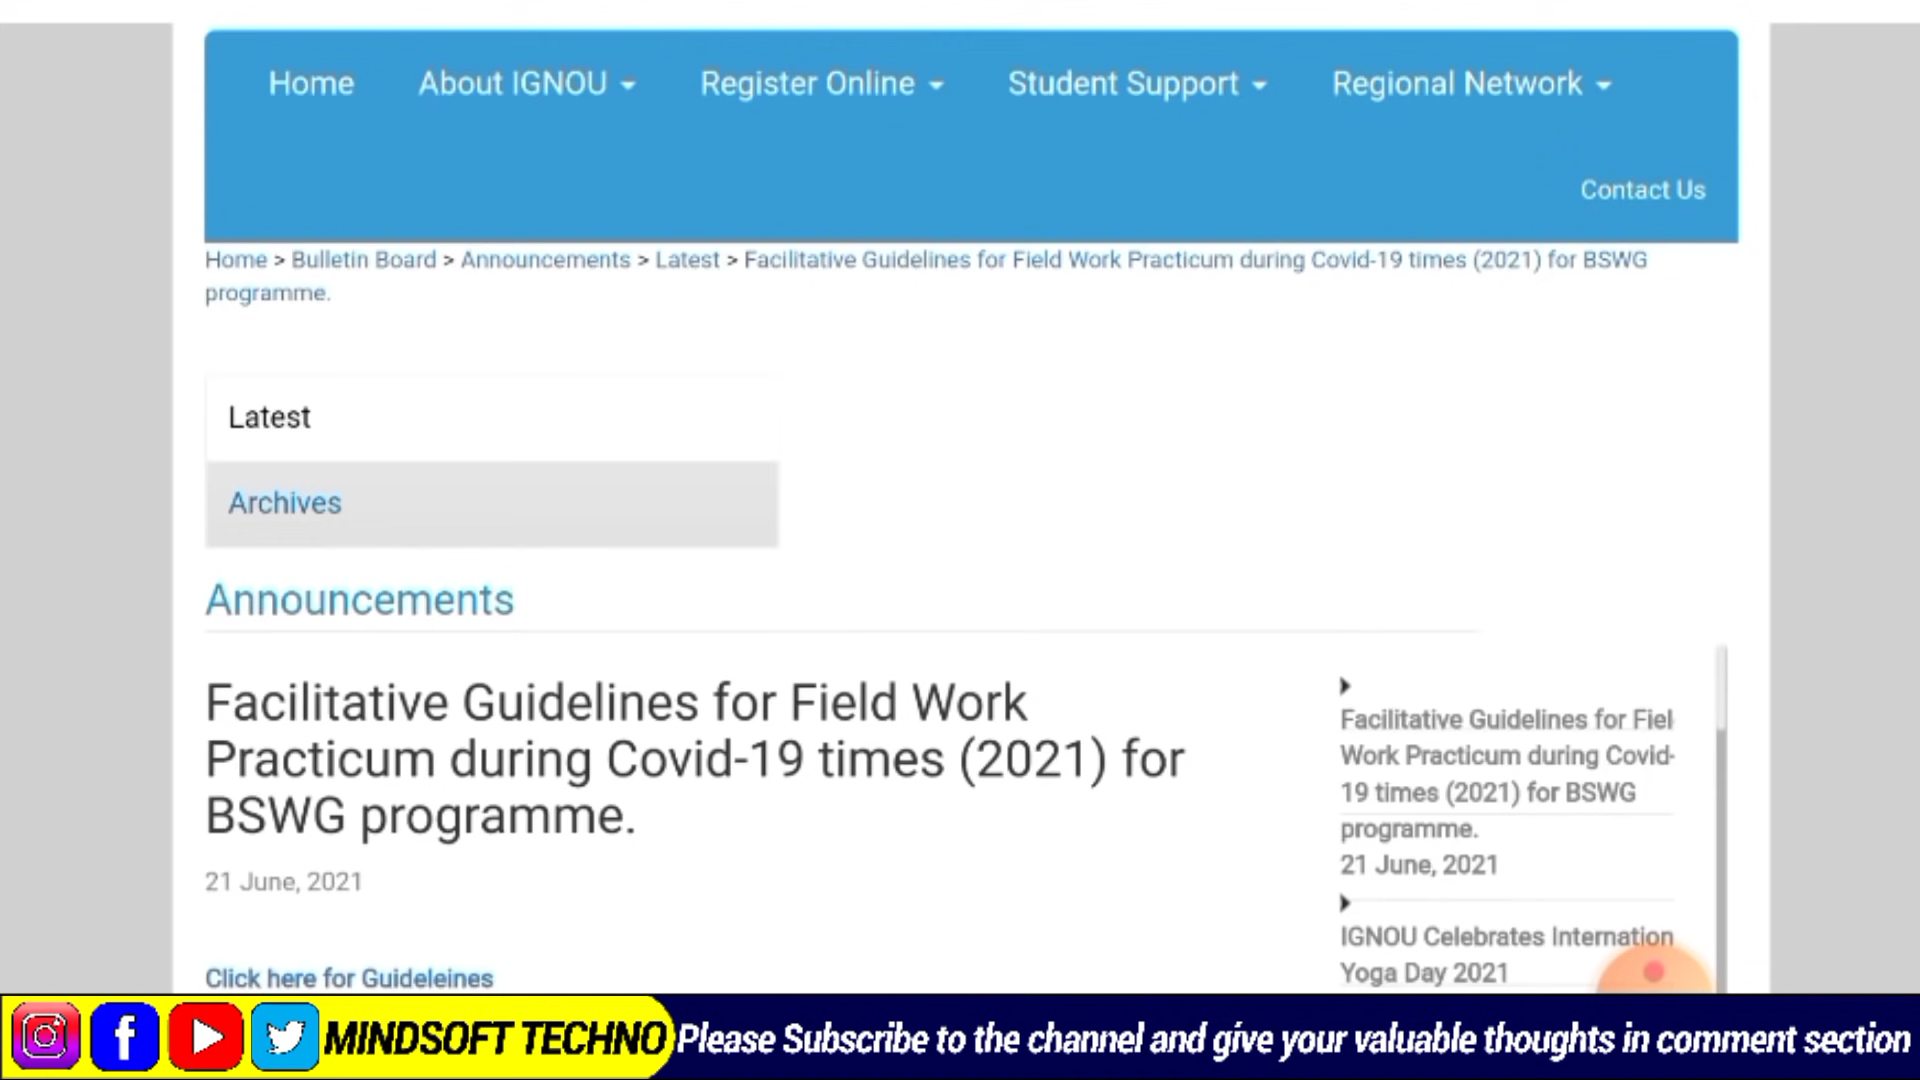 Home About IGNOU Register Online Student Support Regional Network
Contact Us
Home > Bulletin Board > Announcements > Latest > Facilitative Guidelines for Field Work Practicum during Covid-19 times (2021) for BSWG
programme.
Latest
Archives
Announcements
Facilitative Guidelines for Field Work
Practicum during Covid-19 times (2021) for
BSWG programme.
21 June, 2021
Click here for Guideleines
Facilitative Guidelines for Fiel
Work Practicum during Covid-
19 times (2021) for BSWG
programme.
21 June, 2021
IGNOU Celebrates Internation
Yoga Day 2021
MINDSOFT TECHNO Please Subscribe to the channel and give your valuable thoughts in comment section